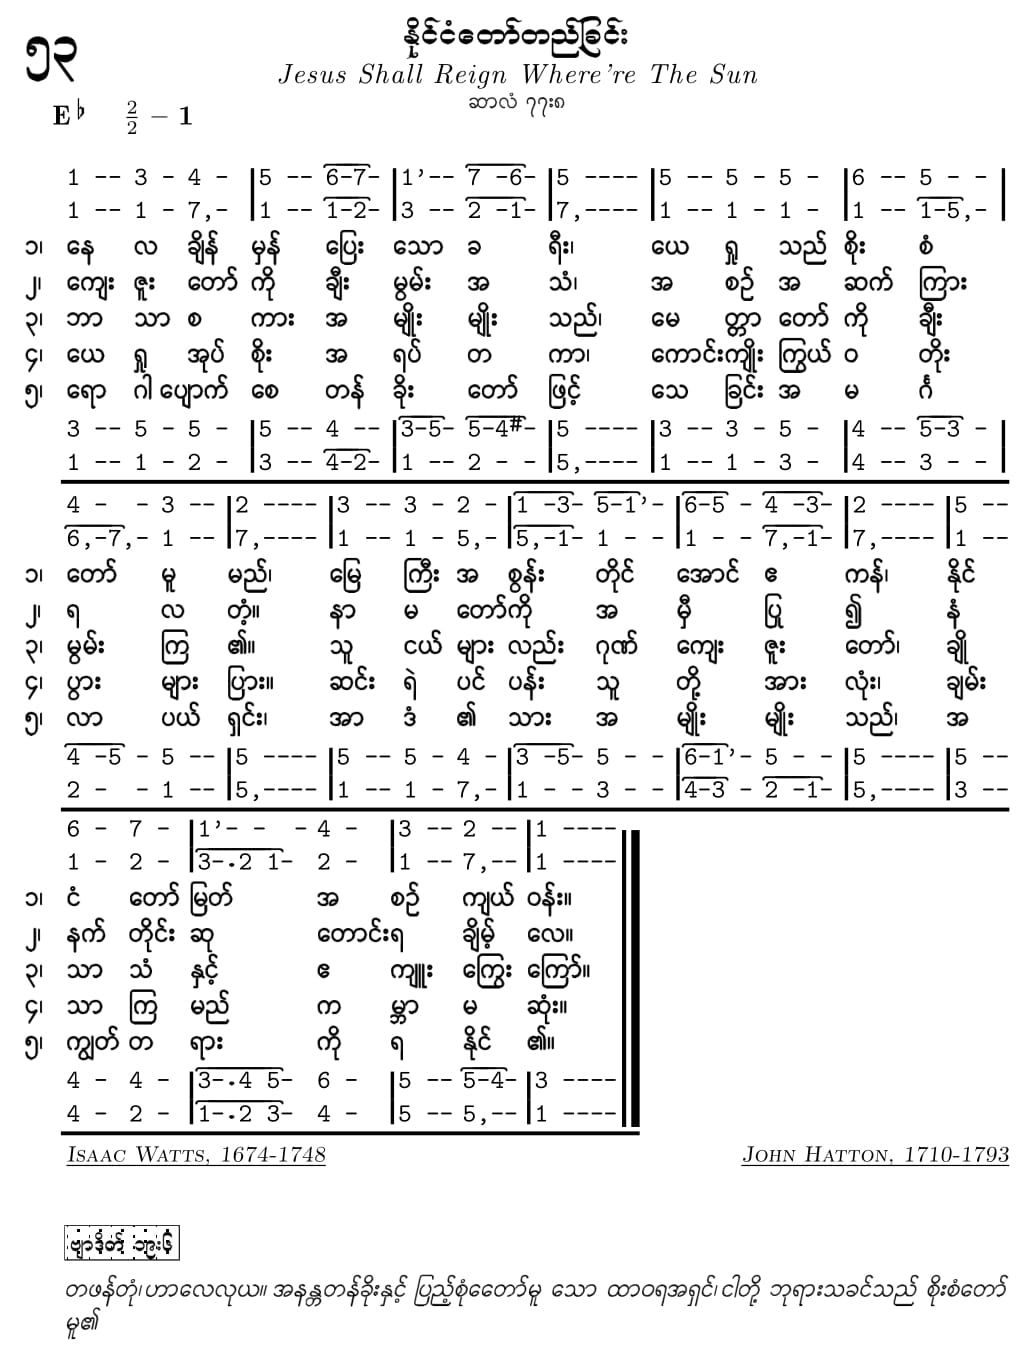 ၅၃
နိုင်ငံတော်တည်ခြင်း
Jesus Shall Reign Where're The Sun
ဆာလံ ၇၇း၈
E♭ 2/2 – 1
1 -- 3 - 4 - |5 -- 6-7- |1’-- 7 -6- |5 ---- |5 -- 5 - 5 - |6 -- 5 - - |
1 -- 1 - 7,- |1 -- 1-2- |3 -- 2 -1- |7,---- |1 -- 1 - 1 - |1 -- 1-5,- |
၁၊ နေ လ ချိန် မှန် ပြေး သော ခ ရီး၊ ယေ ရှု သည် စိုး စံ
၂၊ ကျေး ဇူး တော် ကို ချီး မွမ်း အ သံ၊ အ စဉ် အ ဆက် ကြား
၃၊ ဘာ သာ စ ကား အ မျိုး မျိုး သည်၊ မေ တ္တာ တော် ကို ချီး
၄၊ ယေ ရှု အုပ် စိုး အ ရပ် တ ကာ၊ ကောင်းကျိုး ကြွယ် ဝ တိုး
၅၊ ရော ဂါ ပျောက် စေ တန် ခိုး တော် ဖြင့် သေ ခြင်း အ မ င်္ဂ
3 -- 5 - 5 - |5 -- 4 -- |3-5- 5-4#- |5 ---- |3 -- 3 - 5 - |4 -- 5-3 - |
1 -- 1 - 2 - |3 -- 4-2- |1 -- 2 - - |5,---- |1 -- 1 - 3 - |4 -- 3 - - |
4 - - 3 -- |2 ---- |3 -- 3 - 2 - |1 -3- 5-1’- |6-5 - 4 -3- |2 ---- |5 --
6,-7,- 1 -- |7,---- |1 -- 1 - 5,- |5,-1- 1 - - |1 - - 7,-1- |7,---- |1 --
၁၊ တော် မူ မည်၊ မြေ ကြီး အ စွန်း တိုင် အောင် ဧ ကန်၊ နိုင်
၂၊ ရ လ တံ့။ နာ မ တော်ကို အ မှီ ပြု ၍ နံ
၃၊ မွမ်း ကြ ၏။ သူ ငယ် များ လည်း ဂုဏ် ကျေး ဇူး တော်၊ ချို
၄၊ ပွား များ ပြား။ ဆင်း ရဲ ပင် ပန်း သူ တို့ အား လုံး၊ ချမ်း
၅၊ လာ ပယ် ရှင်း၊ အာ ဒံ ၏ သား အ မျိုး မျိုး သည်၊ အ
4 -5 - 5 -- |5 ---- |5 -- 5 - 4 - |3 -5- 5 - - |6-1’- 5 - - |5 ---- |5 --
2 - - 1 -- |5,---- |1 -- 1 - 7,- |1 - - 3 - - |4-3 - 2 -1- |5,---- |3 --
6 - 7 - |1’- - - 4 - |3 -- 2 -- |1 ----
1 - 2 - |3-.2 1- 2 - |1 -- 7,-- |1 ----
၁၊ ငံ တော် မြတ် အ စဉ် ကျယ် ဝန်း။
၂၊ နက် တိုင်း ဆု တောင်းရ ချိမ့် လေ။
၃၊ သာ သံ နှင့် ဧ ကျူး ကြွေး ကြော်။
၄၊ သာ ကြ မည် က မ္ဘာ မ ဆုံး။
၅၊ ကျွတ် တ ရား ကို ရ နိုင် ၏။
4 - 4 - |3-.4 5- 6 - |5 -- 5-4- |3 ----
4 - 2 - |1-.2 3- 4 - |5 -- 5,-- |1 ----
ISAAC WATTS, 1674-1748 JOHN HATTON, 1710-1793
ဗျာဒိတ် ၁၉း၆
တဖန်တုံ၊ဟာလေလုယ။ အနန္တတန်ခိုးနှင့် ပြည့်စုံတော်မူ သော ထာဝရအရှင်၊ငါတို့ ဘုရားသခင်သည် စိုးစံတော်
မူ၏